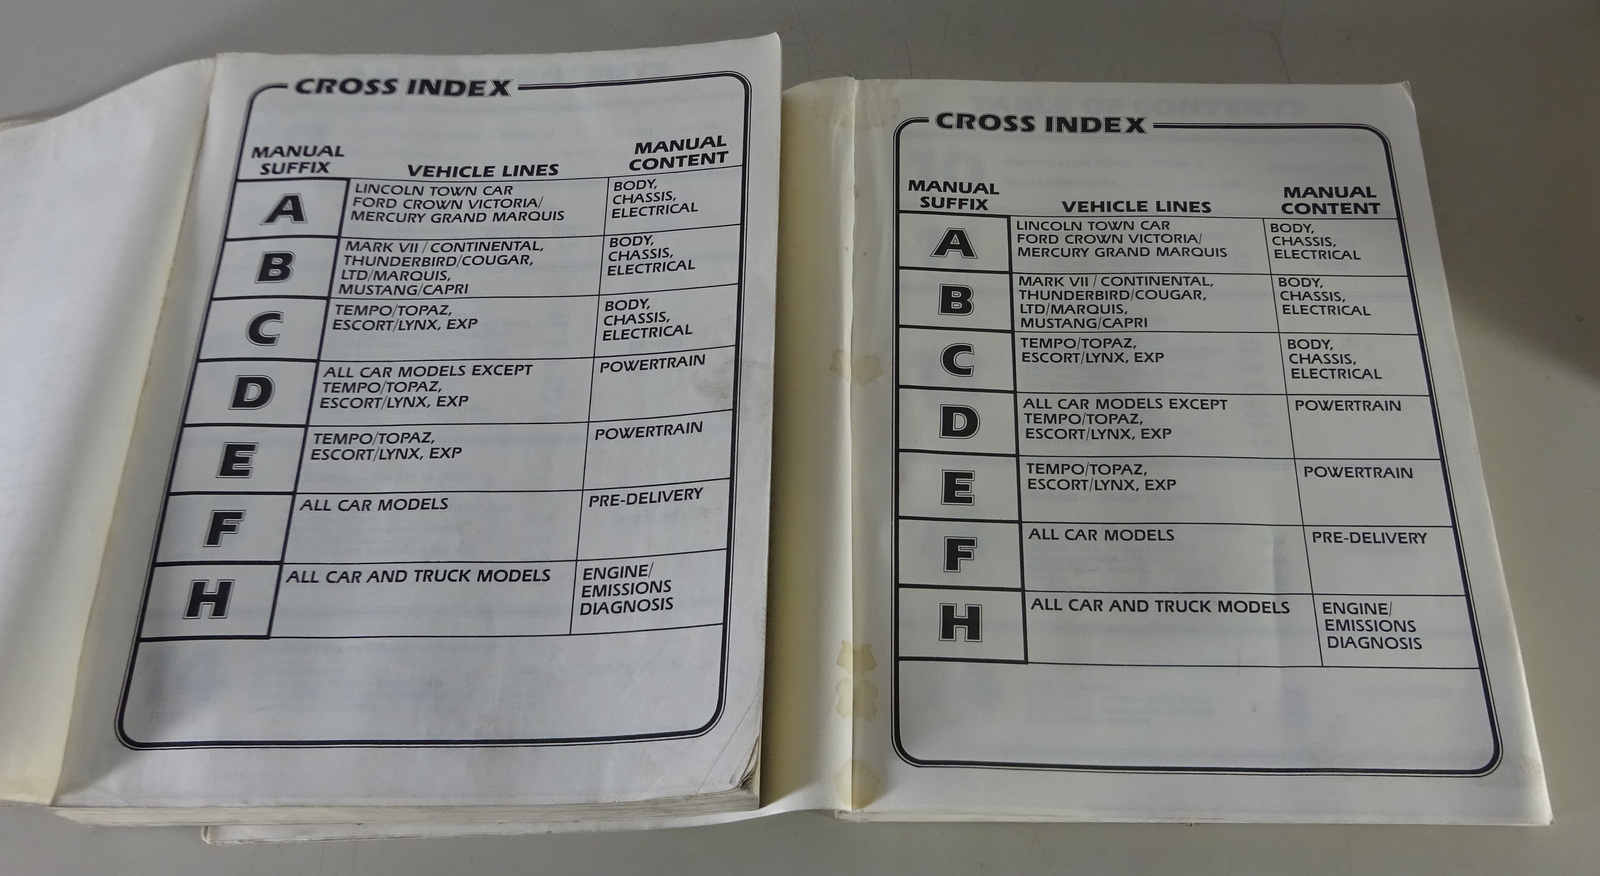 CROSS INDEX
MANUAL SUFFIX VEHICLE LINES MANUAL CONTENT
A
LINCOLN TOWN CAR
FORD CROWN VICTORIA/
MERCURY GRAND MARQUIS
BODY,
CHASSIS,
ELECTRICAL
B
MARK VII / CONTINENTAL,
THUNDERBIRD/COUGAR,
LTD/MARQUIS,
MUSTANG/CAPRI
BODY,
CHASSIS,
ELECTRICAL
C
TEMPO/TOPAZ,
ESCORT/LYNX, EXP
BODY,
CHASSIS,
ELECTRICAL
D
ALL CAR MODELS EXCEPT
TEMPO/TOPAZ,
ESCORT/LYNX, EXP
POWERTRAIN
E
TEMPO/TOPAZ,
ESCORT/LYNX, EXP
POWERTRAIN
F
ALL CAR MODELS
PRE-DELIVERY
H
ALL CAR AND TRUCK MODELS
ENGINE/
EMISSIONS
DIAGNOSIS
CROSS INDEX
MANUAL SUFFIX VEHICLE LINES MANUAL CONTENT
A
LINCOLN TOWN CAR
FORD CROWN VICTORIA/
MERCURY GRAND MARQUIS
BODY,
CHASSIS,
ELECTRICAL
B
MARK VII / CONTINENTAL,
THUNDERBIRD/COUGAR,
LTD/MARQUIS,
MUSTANG/CAPRI
BODY,
CHASSIS,
ELECTRICAL
C
TEMPO/TOPAZ,
ESCORT/LYNX, EXP
BODY,
CHASSIS,
ELECTRICAL
D
ALL CAR MODELS EXCEPT
TEMPO/TOPAZ,
ESCORT/LYNX, EXP
POWERTRAIN
E
TEMPO/TOPAZ,
ESCORT/LYNX, EXP
POWERTRAIN
F
ALL CAR MODELS
PRE-DELIVERY
H
ALL CAR AND TRUCK MODELS
ENGINE/
EMISSIONS
DIAGNOSIS